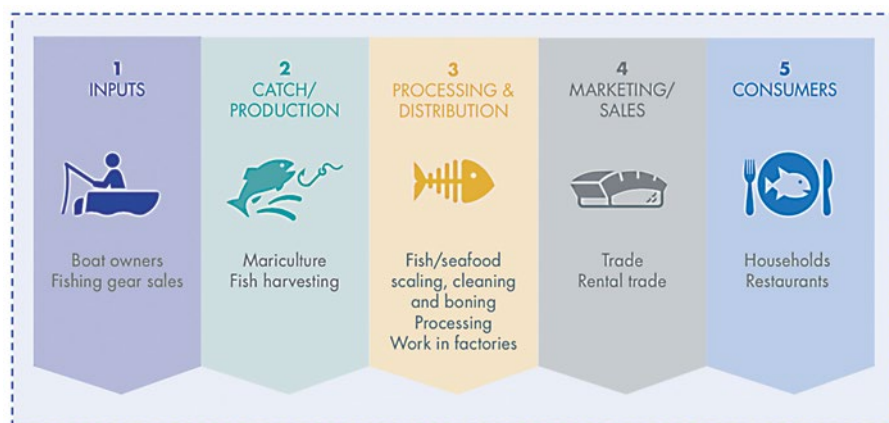 1
INPUTS
Boat owners
Fishing gear sales
2
CATCH/
PRODUCTION
Mariculture
Fish harvesting
3
PROCESSING &
DISTRIBUTION
Fish/seafood
scaling, cleaning
and boning
Processing
Work in factories
4
MARKETING/
SALES
Trade
Rental trade
5
CONSUMERS
Households
Restaurants